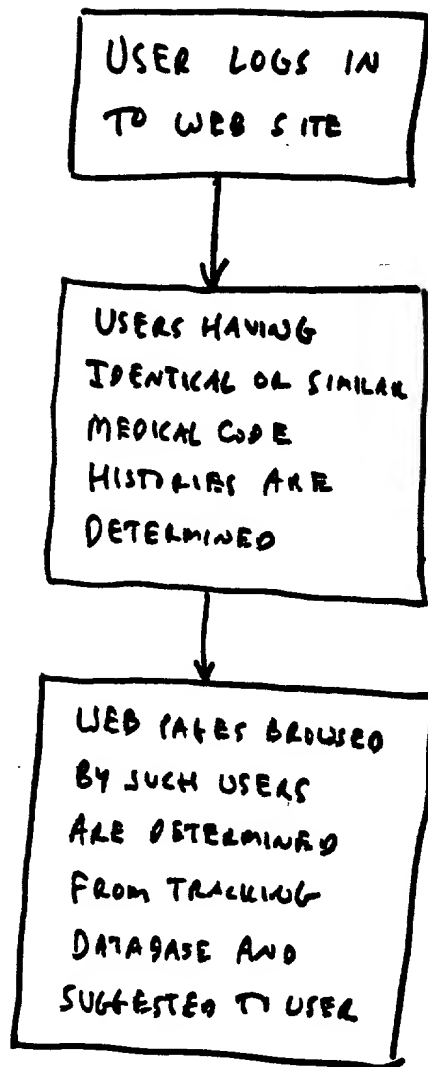 USER LOGS IN
TO WEB SITE
USERS HAVING
IDENTICAL OR SIMILAR
MEDICAL CODE
HISTORIES ARE
DETERMINED
WEB PAGES BROWSED
BY SUCH USERS
ARE DETERMINED
FROM TRACKING
DATABASE AND
SUGGESTED TO USER